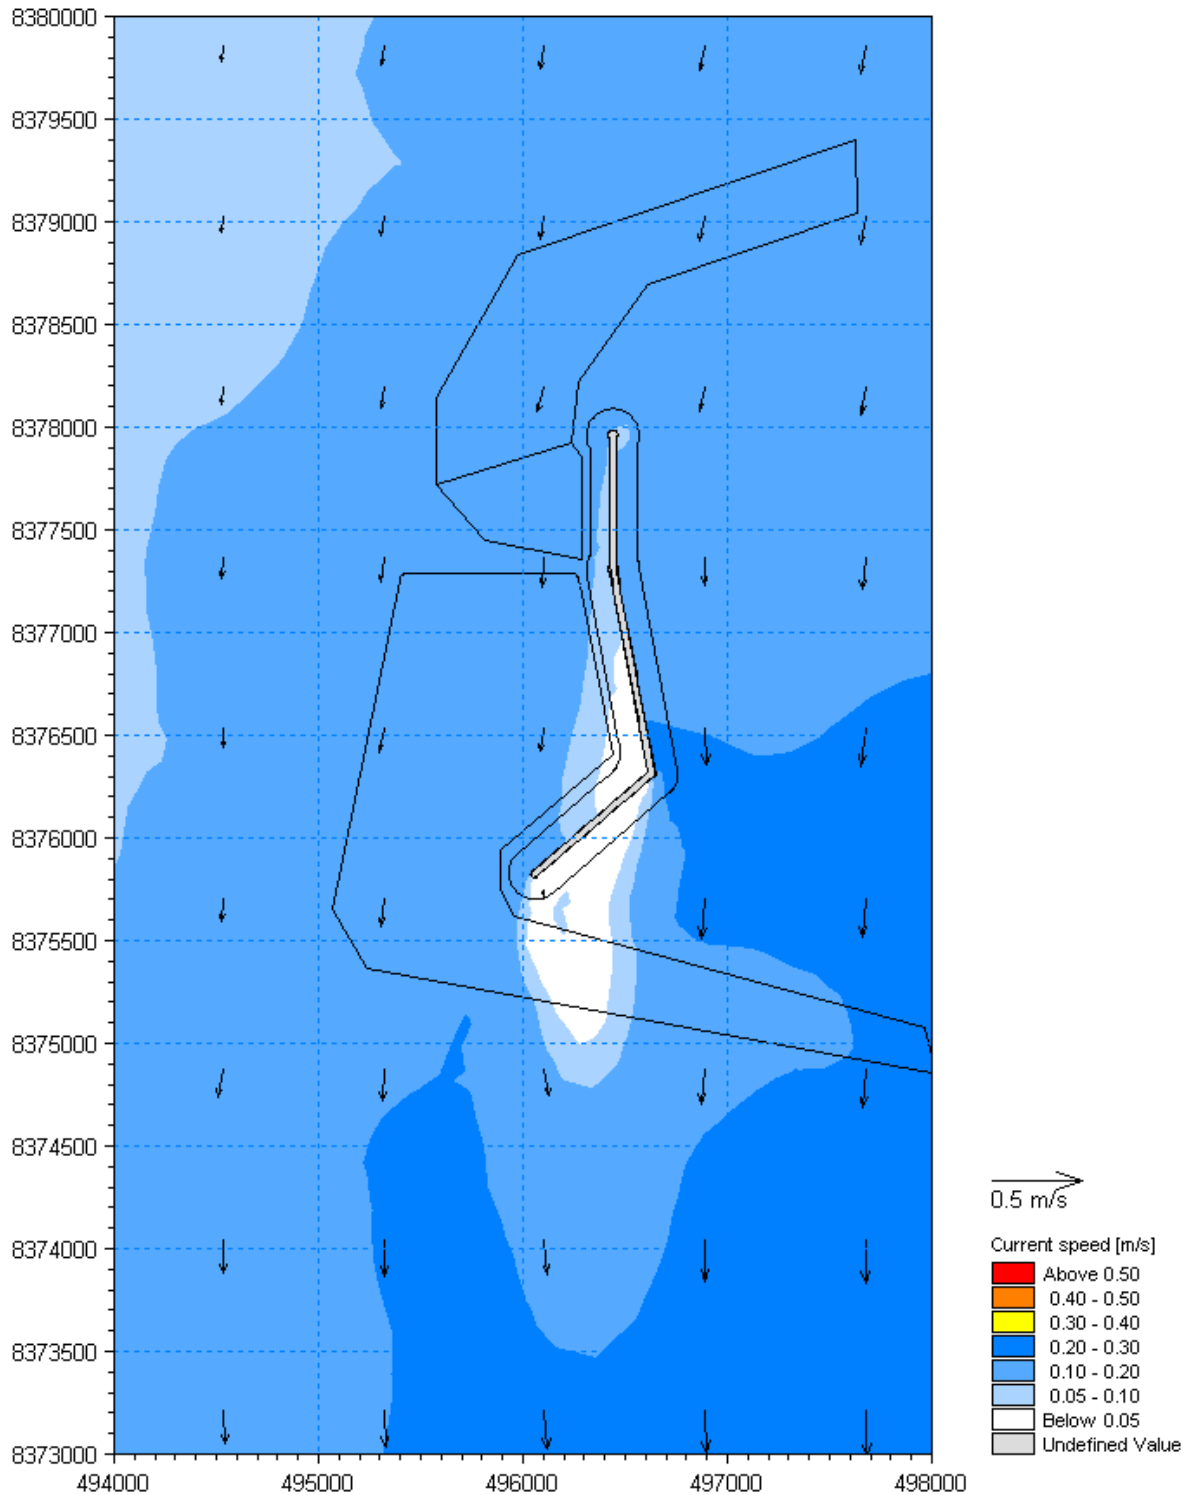 8380000
8379500
8379000
8378500
8378000
8377500
8377000
8376500
8376000
8375500
8375000
8374500
8374000
8373500
8373000
494000 495000 496000 497000 498000
0.5 m/s
Current speed [m/s]
Above 0.50
0.40 - 0.50
0.30 - 0.40
0.20 - 0.30
0.10 - 0.20
0.05 - 0.10
Below 0.05
Undefined Value